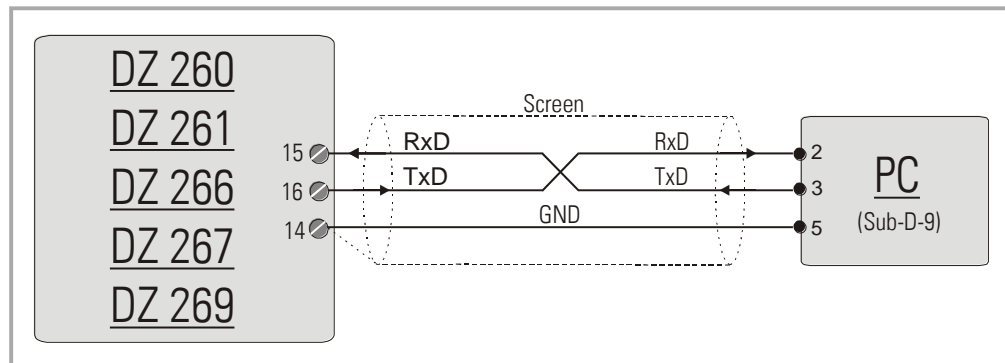 DZ 260
DZ 261
DZ 266
DZ 267
DZ 269
Screen
15 RxD RxD 2
16 TxD TxD 3
14 GND 5
PC
(Sub-D-9)